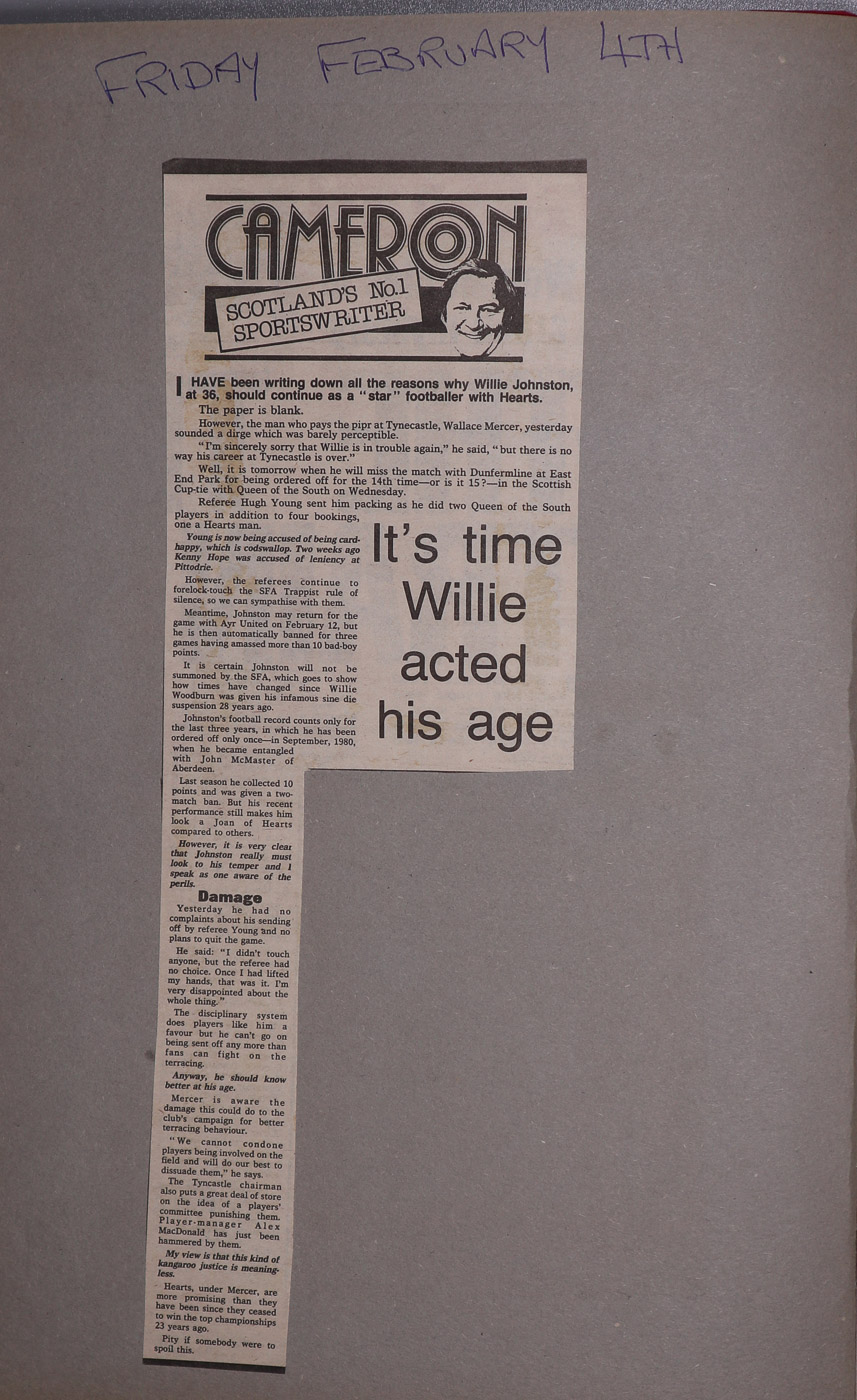 FRIDAY FEBRUARY 4TH
CAMERON
SCOTLAND'S No.1
SPORTSWRITER
I HAVE been writing down all the reasons why Willie Johnston,
at 36, should continue as a "star" footballer with Hearts.
The paper is blank.
However, the man who pays the pipr at Tynecastle, Wallace Mercer, yesterday
sounded a dirge which was barely perceptible.
"I'm sincerely sorry that Willie is in trouble again," he said, "but there is no
way his career at Tynecastle is over."
Well, it is tomorrow when he will miss the match with Dunfermline at East
End Park for being ordered off for the 14th time—or is it 15?—in the Scottish
Cup-tie with Queen of the South on Wednesday.
Referee Hugh Young sent him packing as he did two Queen of the South
players in addition to four bookings,
one a Hearts man.
Young is now being accused of being card-
happy, which is codswallop. Two weeks ago
Kenny Hope was accused of leniency at
Pittodrie.
However, the referees continue to
forelock-touch the SFA Trappist rule of
silence, so we can sympathise with them.
Meantime, Johnston may return for the
game with Ayr United on February 12, but
he is then automatically banned for three
games having amassed more than 10 bad-boy
points.
It is certain Johnston will not be
summoned by the SFA, which goes to show
how times have changed since Willie
Woodburn was given his infamous sine die
suspension 28 years ago.
Johnston's football record counts only for
the last three years, in which he has been
ordered off only once—in September, 1980,
when he became entangled
with John McMaster of
Aberdeen.
It's time
Willie
acted
his age
Last season he collected 10
points and was given a two-
match ban. But his recent
performance still makes him
look a Joan of Hearts
compared to others.
However, it is very clear
that Johnston really must
look to his temper and I
speak as one aware of the
perils.
Damage
Yesterday he had no
complaints about his sending
off by referee Young and no
plans to quit the game.
He said: "I didn't touch
anyone, but the referee had
no choice. Once I had lifted
my hands, that was it. I'm
very disappointed about the
whole thing."
The disciplinary system
does players like him a
favour but he can't go on
being sent off any more than
fans can fight on the
terracing.
Anyway, he should know
better at his age.
Mercer is aware the
damage this could do to the
club's campaign for better
terracing behaviour.
"We cannot condone
players being involved on the
field and will do our best to
dissuade them," he says.
The Tyncastle chairman
also puts a great deal of store
on the idea of a players'
committee punishing them.
Player-manager Alex
MacDonald has just been
hammered by them.
My view is that this kind of
kangaroo justice is meaning-
less.
Hearts, under Mercer, are
more promising than they
have been since they ceased
to win the top championships
23 years ago.
Pity if somebody were to
spoil this.